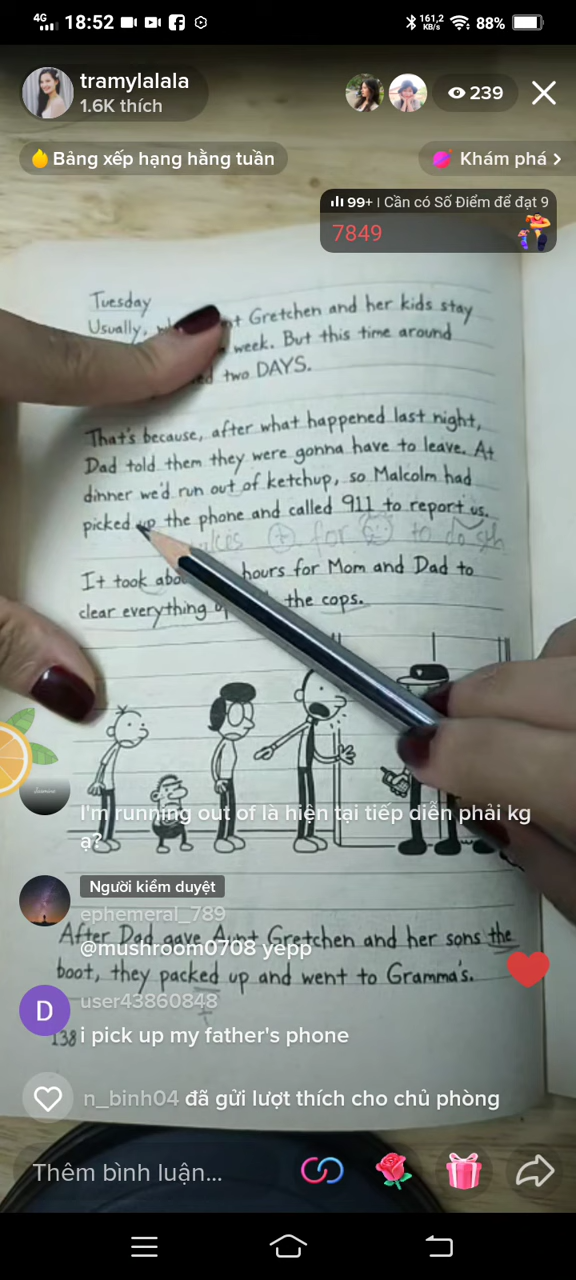 4G
18:52
161,2
KB/s
88%
tramylalala
1.6K thích
239
Bảng xếp hạng hằng tuần
Khám phá >
99+ | Cần có Số Điểm để đạt 9
7849
Tuesday
Usually, Gretchen and her kids stay
week. But this time around
two DAYS.
That's because, after what happened last night,
Dad told them they were gonna have to leave. At
dinner we'd run out of ketchup, so Malcolm had
picked up the phone and called 911 to report us.
for to do sth
It took hours for Mom and Dad to
clear everything the cops.
I'm running out of là hiện tại tiếp diễn phải kg
ạ?
Người kiểm duyệt
ephemeral_789
After Dad gave Aunt Gretchen and her sons the
@mushroom0708 yepp
boot, they packed up and went to Gramma's.
D
user43860848
138
i pick up my father's phone
n_binh04 đã gửi lượt thích cho chủ phòng
Thêm bình luận...